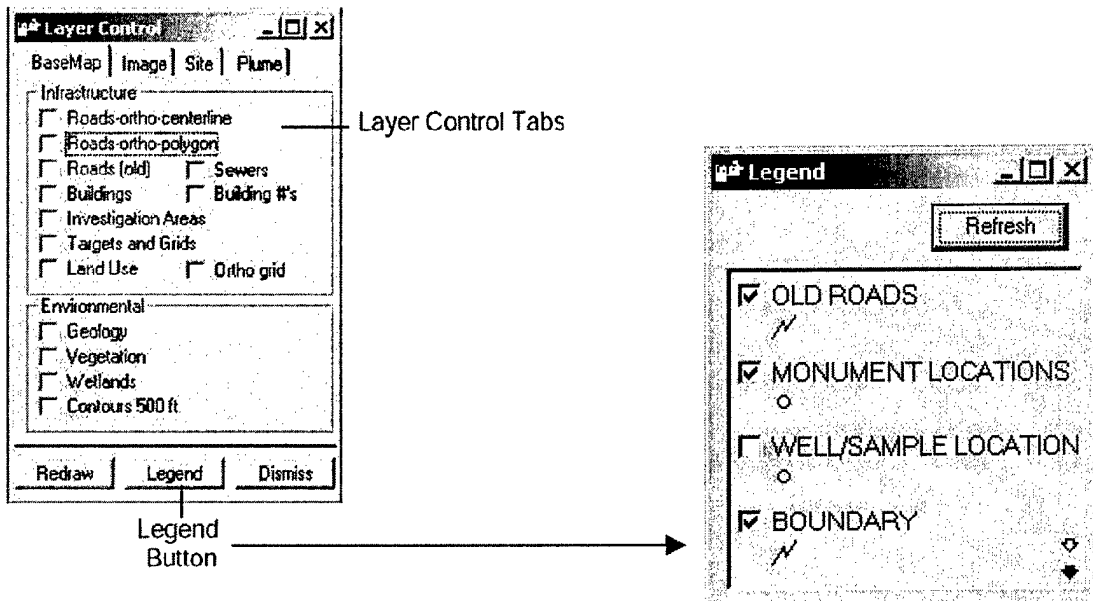 Layer Control
BaseMap Image Site Plume
Infrastructure
Roads-ortho-centerline
Roads-ortho-polygon
Roads (old) Sewers
Buildings Building #'s
Investigation Areas
Targets and Grids
Land Use Ortho grid
Environmental
Geology
Vegetation
Wetlands
Contours 500 ft.
Redraw Legend Dismiss
Layer Control Tabs
Legend
Button
Legend
Refresh
OLD ROADS
MONUMENT LOCATIONS
WELL/SAMPLE LOCATION
BOUNDARY